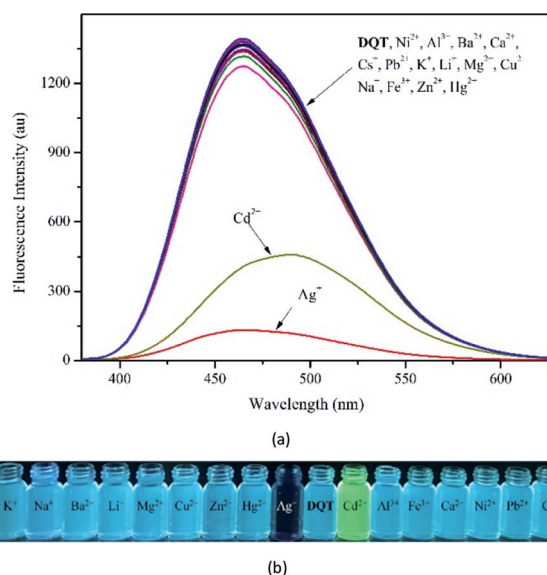 (a)
1200
900
600
300
0
Fluorescence Intensity (au)
DQT, Ni²⁺, Al³⁻, Ba²⁺, Ca²⁺,
Cs⁺, Pb²⁺, K⁺, Li⁺, Mg²⁻, Cu²
Na⁻, Fe³⁺, Zn²⁺, Hg²⁻
Cd²⁻
Ag⁺
400 450 500 550 600
Wavelength (nm)
(a)
K⁺ Na⁺ Ba²⁻ Li⁻ Mg²⁺ Cu²⁻ Zn²⁻ Hg²⁻ Ag⁻ DQT Cd²⁺ Al³⁺ Fe³⁺ Ca²⁻ Ni²⁺ Pb²⁺
(b)